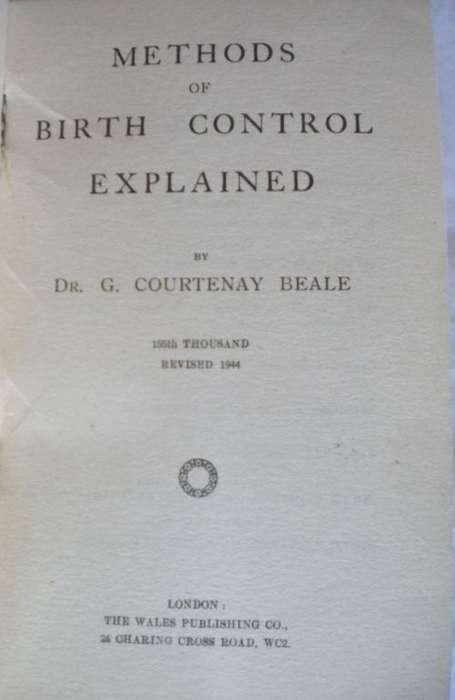 METHODS
OF
BIRTH CONTROL
EXPLAINED
BY
DR. G. COURTENAY BEALE
155th THOUSAND
REVISED 1944
LONDON:
THE WALES PUBLISHING CO.,
26 CHARING CROSS ROAD, WC2.